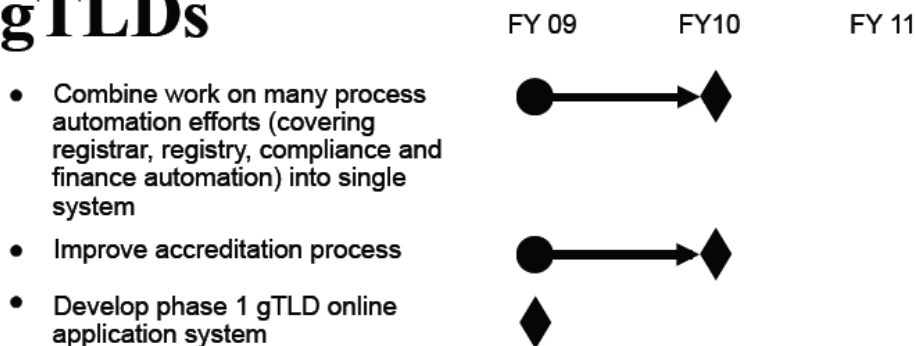 gTLDs
FY 09 FY10 FY 11
• Combine work on many process
automation efforts (covering
registrar, registry, compliance and
finance automation) into single
system
• Improve accreditation process
• Develop phase 1 gTLD online
application system